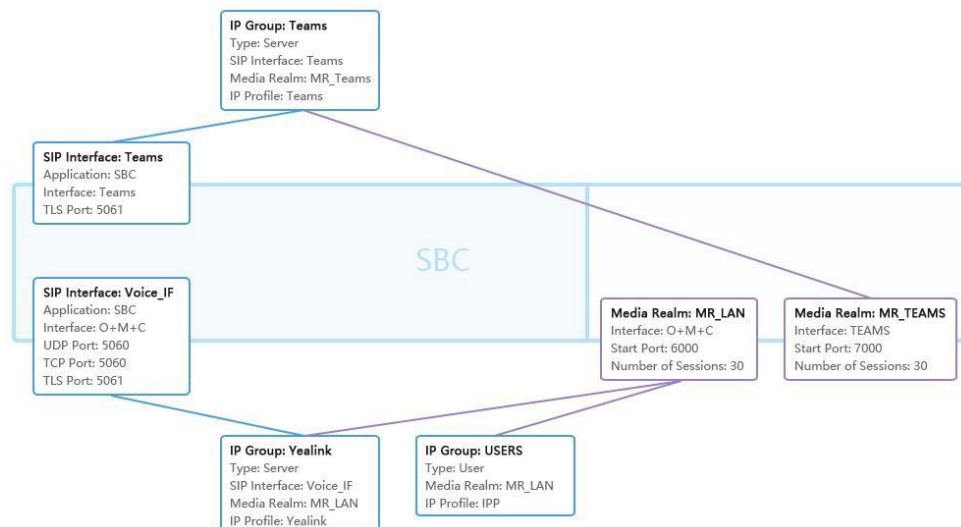 IP Group: Teams
Type: Server
SIP Interface: Teams
Media Realm: MR_Teams
IP Profile: Teams
SIP Interface: Teams
Application: SBC
Interface: Teams
TLS Port: 5061
SBC
SIP Interface: Voice_IF
Application: SBC
Interface: O+M+C
UDP Port: 5060
TCP Port: 5060
TLS Port: 5061
Media Realm: MR_LAN
Interface: O+M+C
Start Port: 6000
Number of Sessions: 30
Media Realm: MR_TEAMS
Interface: TEAMS
Start Port: 7000
Number of Sessions: 30
IP Group: Yealink
Type: Server
SIP Interface: Voice_IF
Media Realm: MR_LAN
IP Profile: Yealink
IP Group: USERS
Type: User
Media Realm: MR_LAN
IP Profile: IPP